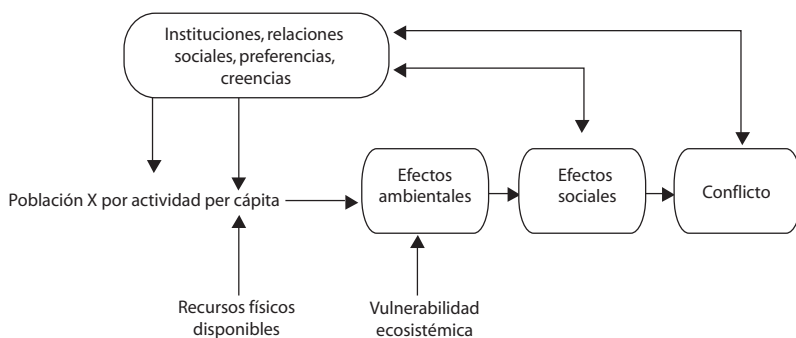 Instituciones, relaciones
sociales, preferencias,
creencias
Población X por actividad per cápita
Efectos
ambientales
Efectos
sociales
Conflicto
Recursos físicos
disponibles
Vulnerabilidad
ecosistémica